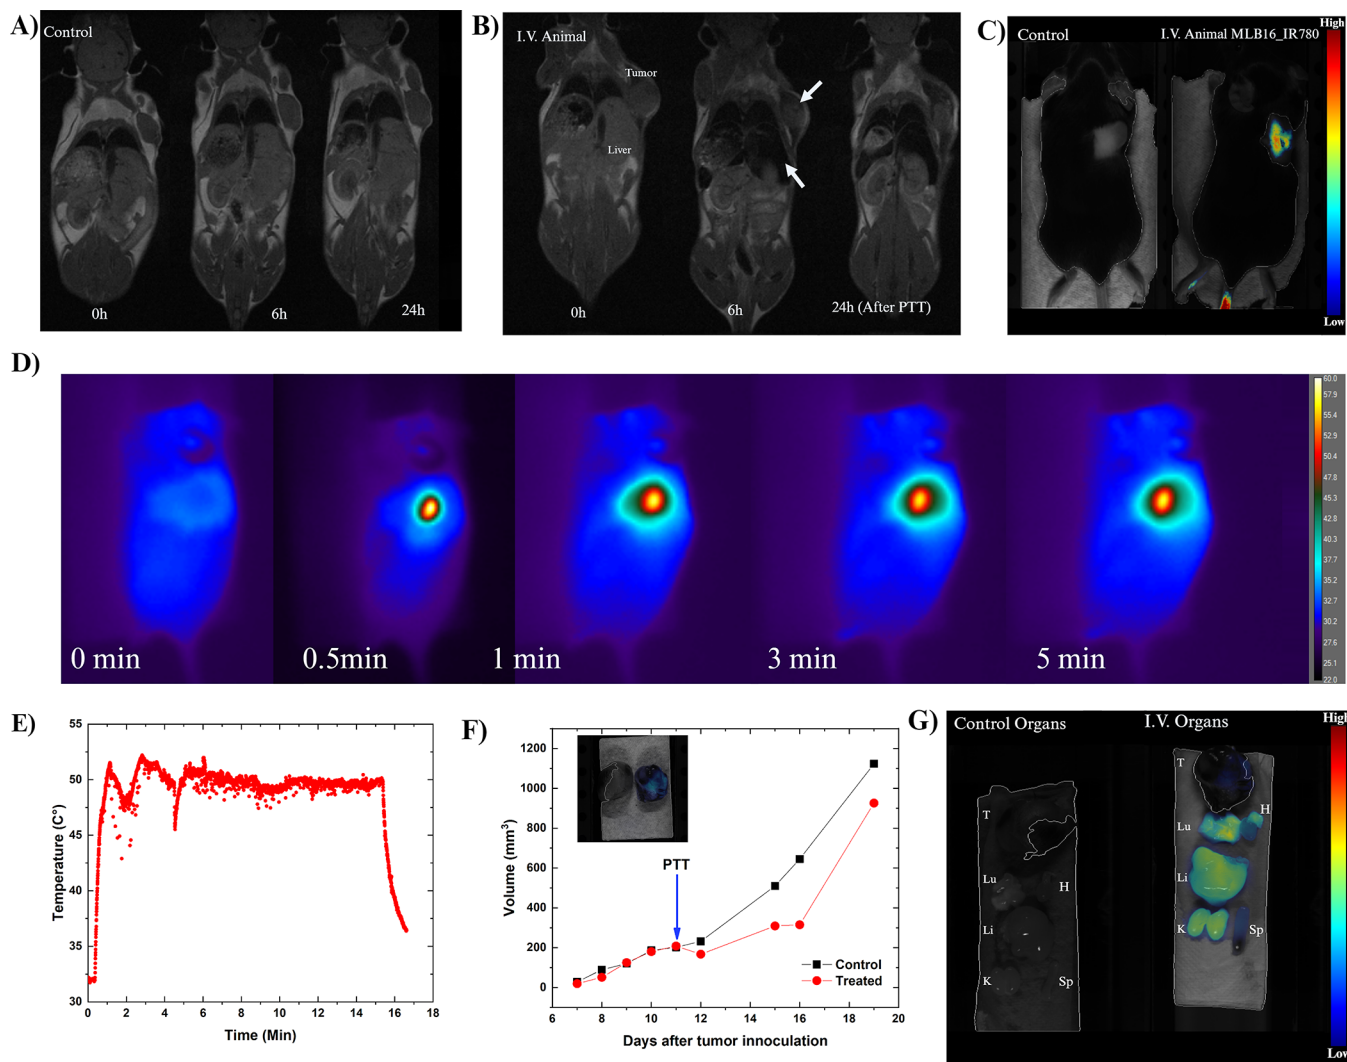 A)
Control
0h
6h
24h
B)
I.V. Animal
Tumor
Liver
0h
6h
24h (After PTT)
C)
Control
I.V. Animal MLB16_IR780
High
Low
D)
0 min
0.5min
1 min
3 min
5 min
60.0
57.9
55.4
52.9
50.4
47.8
45.3
42.8
40.3
37.7
35.2
32.7
30.2
27.6
25.1
22.0
E)
55
50
45
40
35
30
Temperature (C°)
0
2
4
6
8
10
12
14
16
18
Time (Min)
F)
1200
1000
800
600
400
200
0
Volume (mm³)
PTT
Control
Treated
6
8
10
12
14
16
18
20
Days after tumor innoculation
G)
Control Organs
T
Lu
H
Li
K
Sp
I.V. Organs
T
H
Lu
Li
K
Sp
High
Low